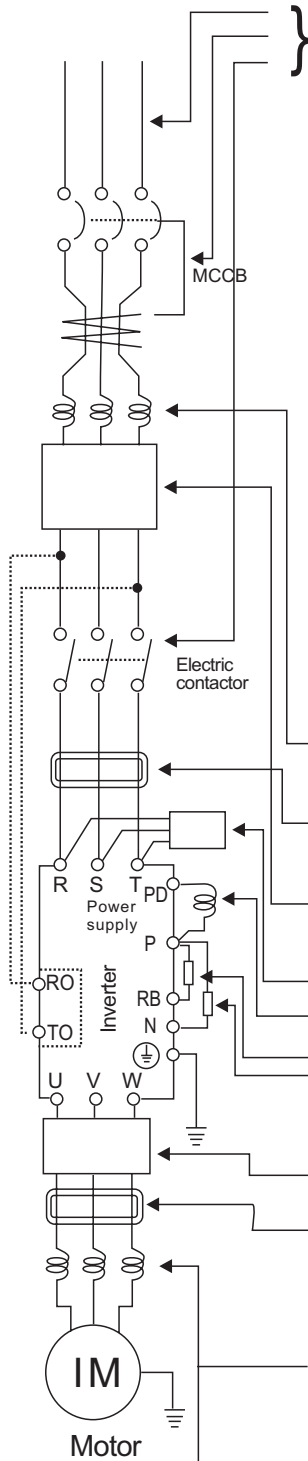 MCCB
Electric
contactor
R S T
PD
Power
supply
P
RO
Inverter
RB
N
TO
U V W
IM
Motor